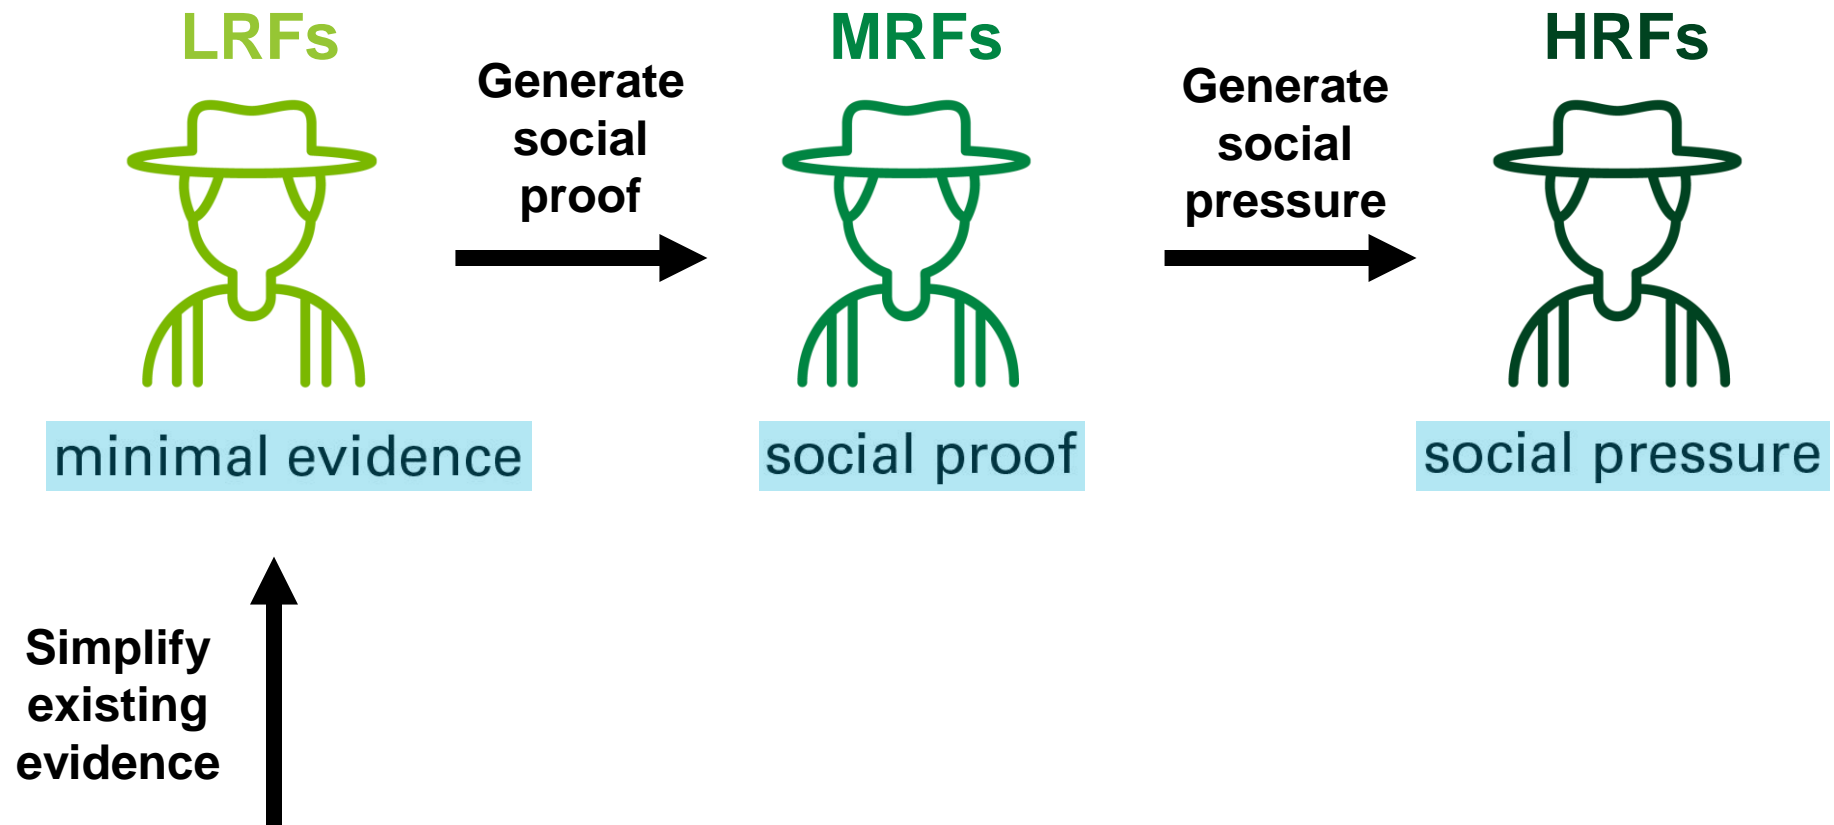 LRFs
Generate
social
proof
MRFs
Generate
social
pressure
HRFs
minimal evidence
social proof
social pressure
Simplify
existing
evidence